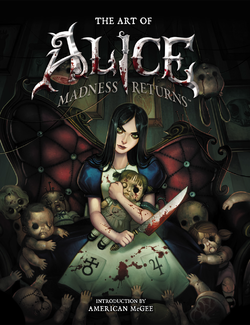 THE ART OF
ALICE
MADNESS RETURNS
INTRODUCTION BY
AMERICAN McGEE